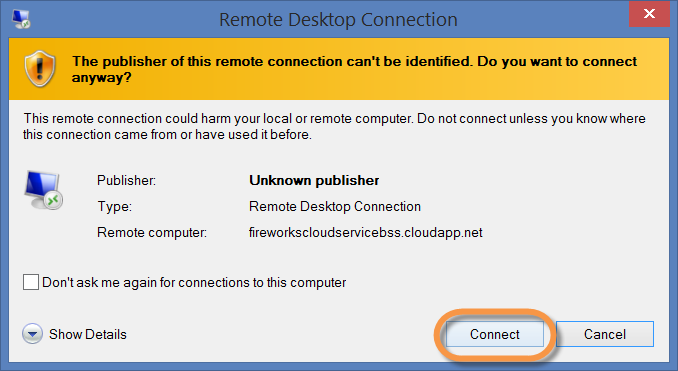 Remote Desktop Connection
The publisher of this remote connection can't be identified. Do you want to connect
anyway?
This remote connection could harm your local or remote computer. Do not connect unless you know where
this connection came from or have used it before.
Publisher: Unknown publisher
Type: Remote Desktop Connection
Remote computer: fireworkscloudservicebss.cloudapp.net
Don't ask me again for connections to this computer
Show Details Connect Cancel